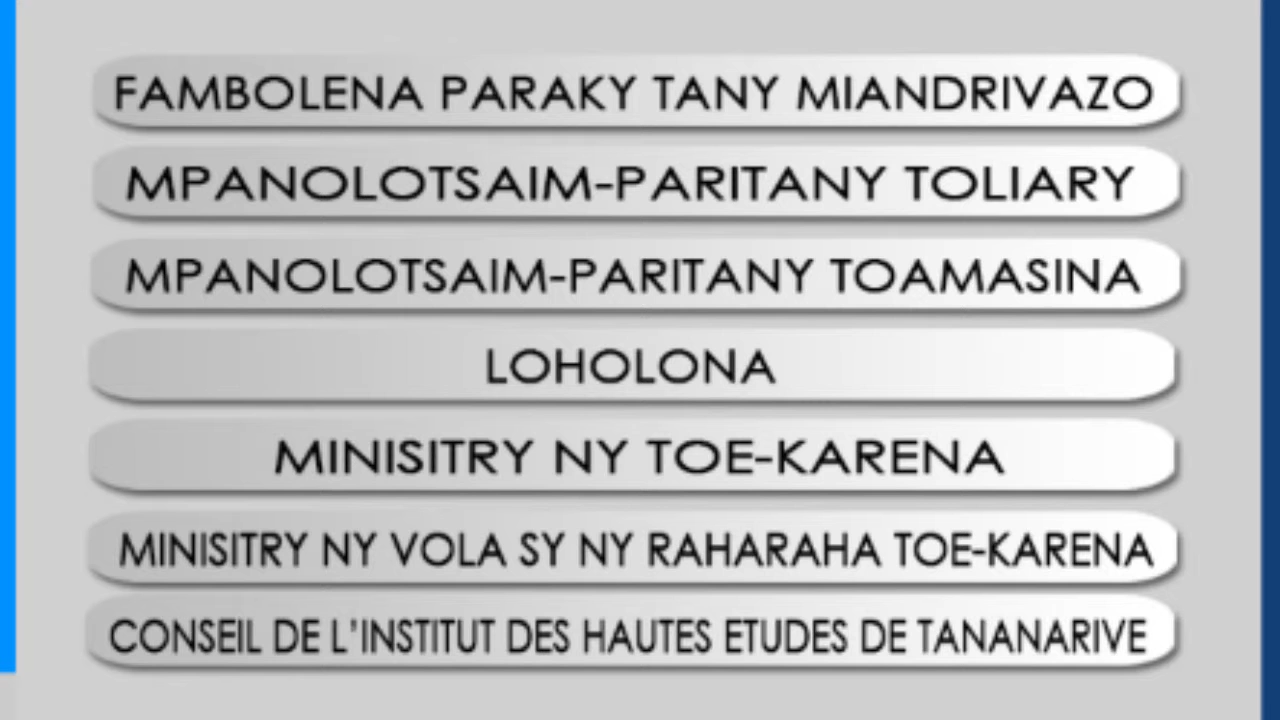 FAMBOLENA PARAKY TANY MIANDRIVAZO
MPANOLOTSAIM-PARITANY TOLIARY
MPANOLOTSAIM-PARITANY TOAMASINA
LOHOLONA
MINISITRY NY TOE-KARENA
MINISITRY NY VOLA SY NY RAHARAHA TOE-KARENA
CONSEIL DE L'INSTITUT DES HAUTES ETUDES DE TANANARIVE